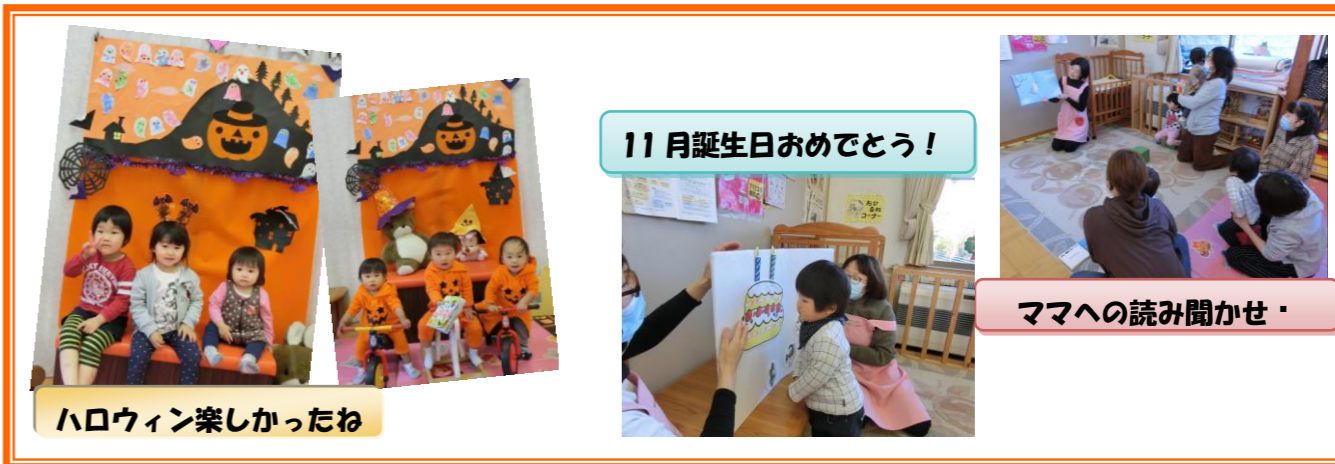 11月誕生日おめでとう！
ママへの読み聞かせ・
ハロウィン楽しかったね